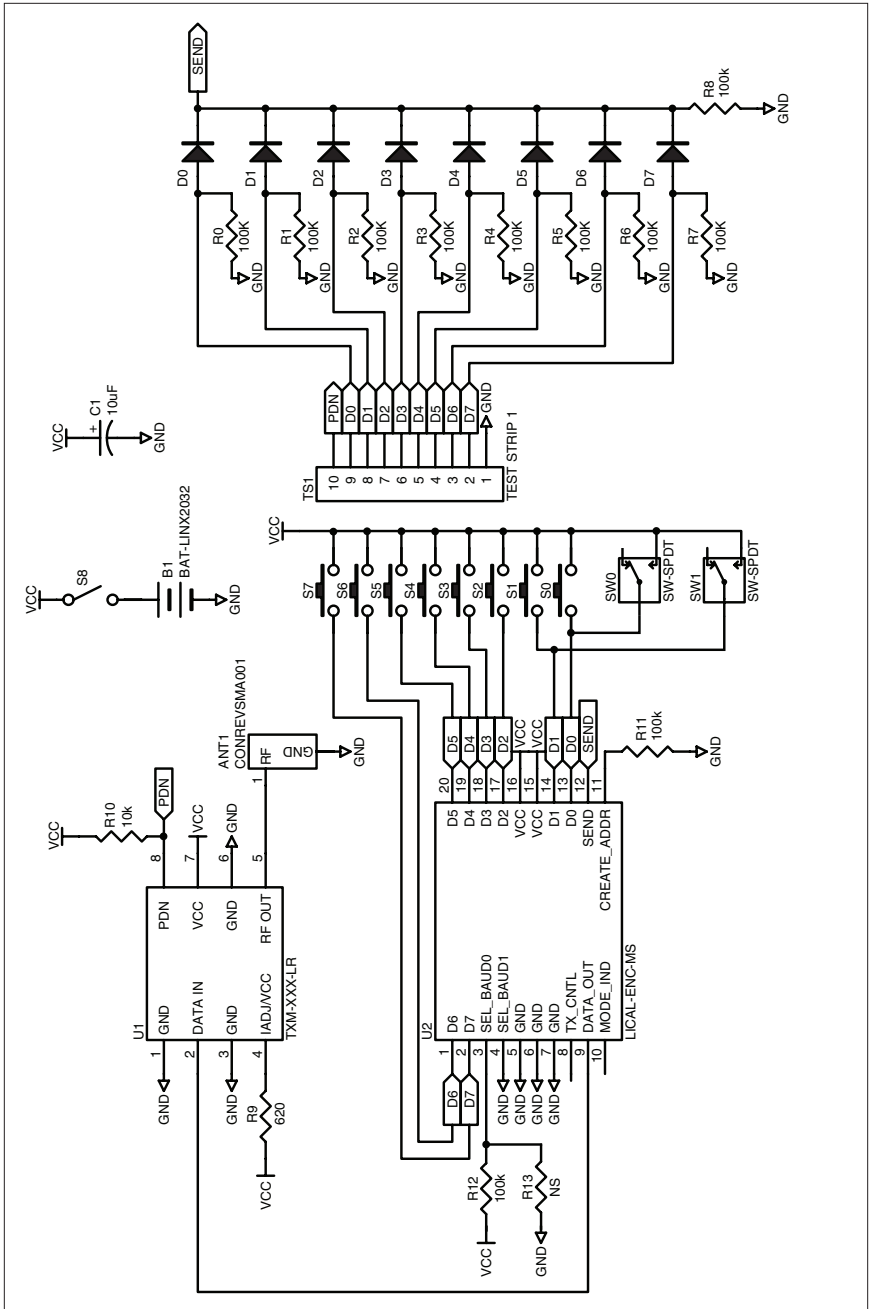 SEND
D0
D1
D2
D3
D4
D5
D6
D7
R8
100k
GND
R0
100K
GND
R1
100K
GND
R2
100K
GND
R3
100K
GND
R4
100K
GND
R5
100K
GND
R6
100K
GND
R7
100K
GND
VCC
+
C1
10uF
GND
TS1
10
9
8
7
6
5
4
3
2
1
PDN
D0
D1
D2
D3
D4
D5
D6
D7
GND
TEST STRIP 1
VCC
S8
B1
BAT-LINX2032
GND
VCC
S7
S6
S5
S4
S3
S2
S1
S0
SW0
SW-SPDT
SW1
SW-SPDT
ANT1
CONREVSMA001
1
RF
GND
GND
VCC
R10
10k
PDN
8
7
VCC
6
GND
5
PDN
VCC
GND
RF OUT
U1
GND
DATA IN
GND
IADJ/VCC
TXM-XXX-LR
1
2
3
4
GND
GND
R9
620
VCC
D5
D4
D3
D2
VCC
VCC
D1
D0
SEND
20
19
18
17
16
15
14
13
12
11
R11
100k
GND
D5
D4
D3
D2
VCC
VCC
D1
D0
SEND
CREATE_ADDR
U2
D6
D7
SEL_BAUD0
SEL_BAUD1
GND
GND
GND
TX_CNTL
DATA_OUT
MODE_IND
LICAL-ENC-MS
1
2
3
4
5
6
7
8
9
10
D6
D7
GND
GND
GND
GND
R12
100k
VCC
R13
NS
GND